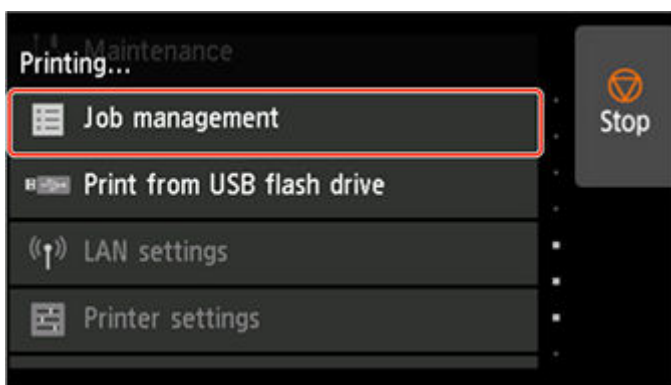 Maintenance
Printing...
Job management
Stop
Print from USB flash drive
LAN settings
Printer settings